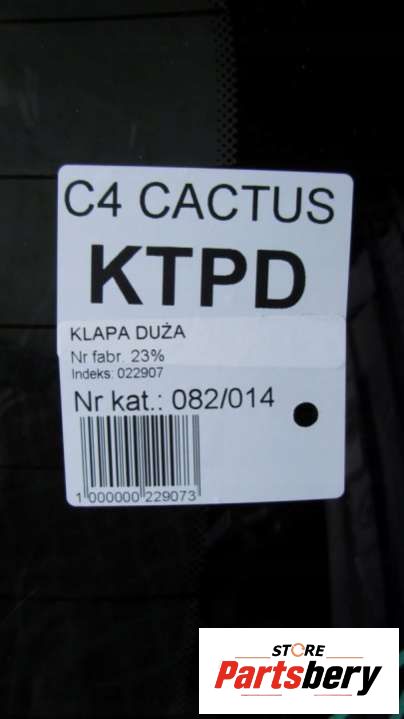 C4 CACTUS
KTPD
KLAPA DUŻA
Nr fabr. 23%
Indeks: 022907
Nr kat.: 082/014
1 000000 229073
STORE
Partsbery